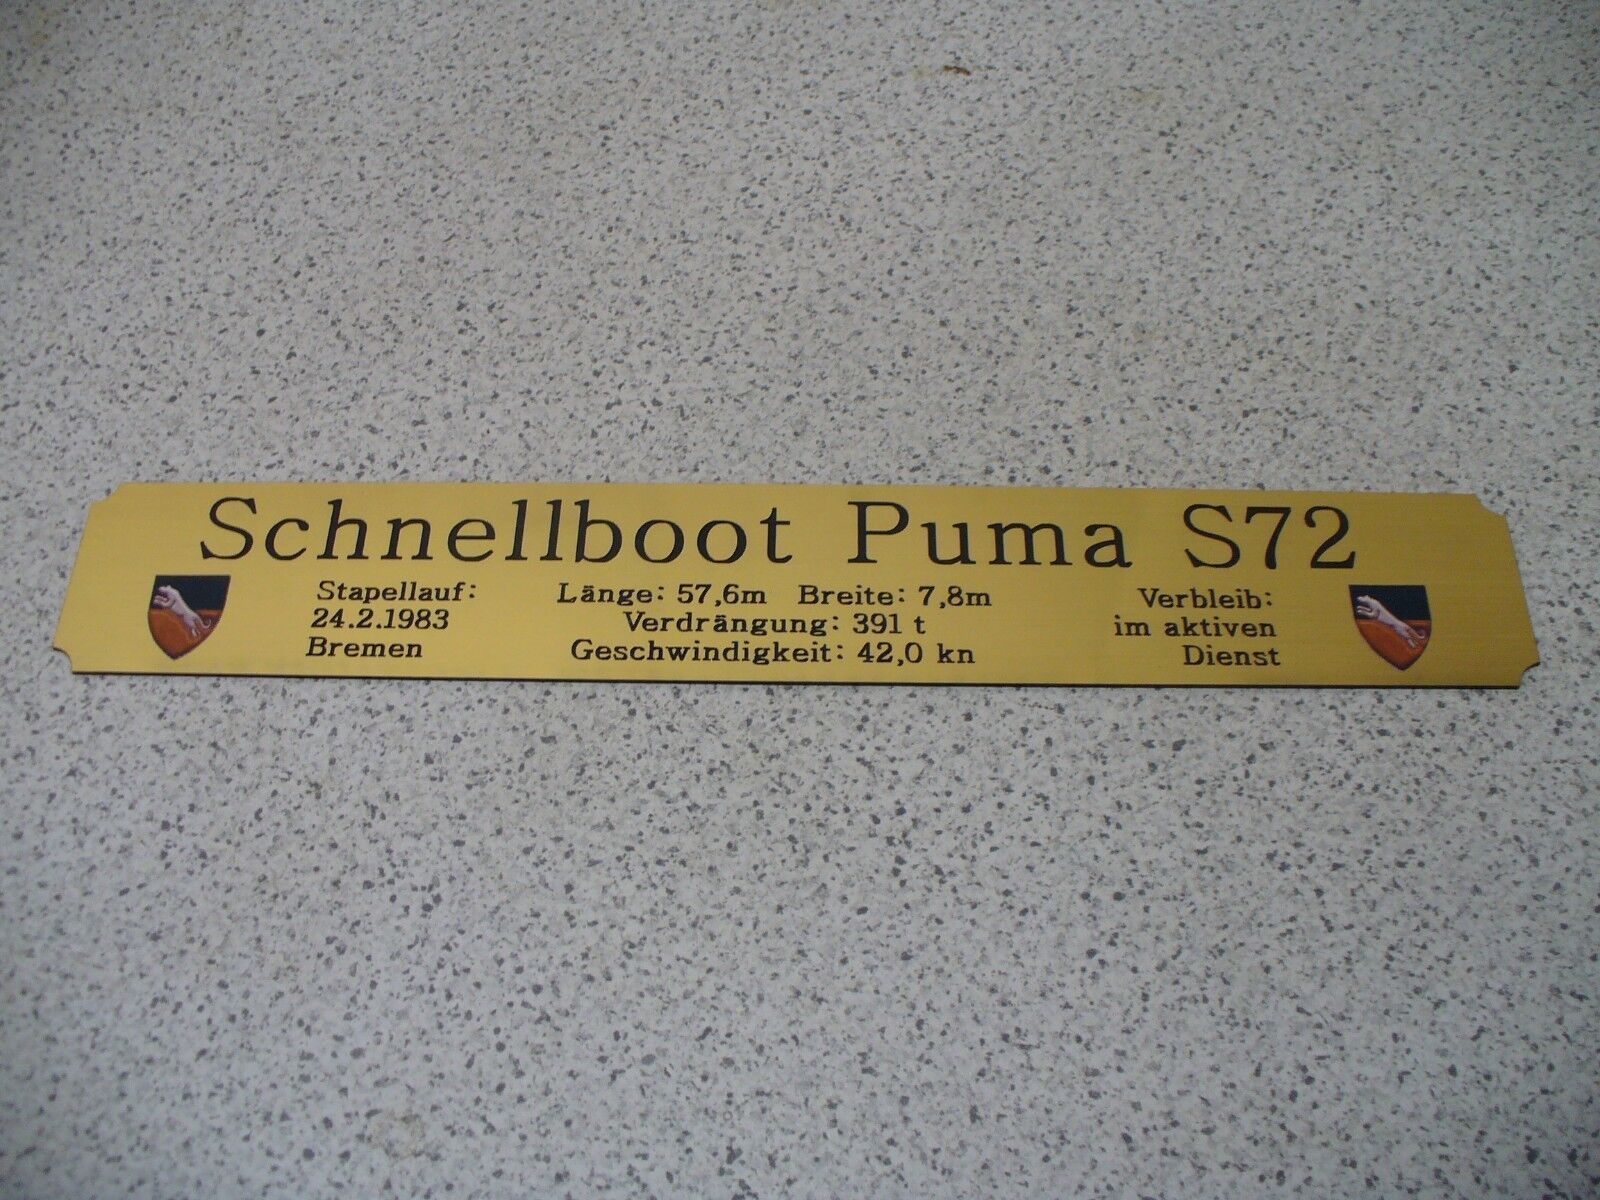 Schnellboot Puma S72
Stapellauf:
24.2.1983
Bremen
Länge: 57,6m Breite: 7,8m
Verdrängung: 391 t
Geschwindigkeit: 42,0 kn
Verbleib:
im aktiven
Dienst